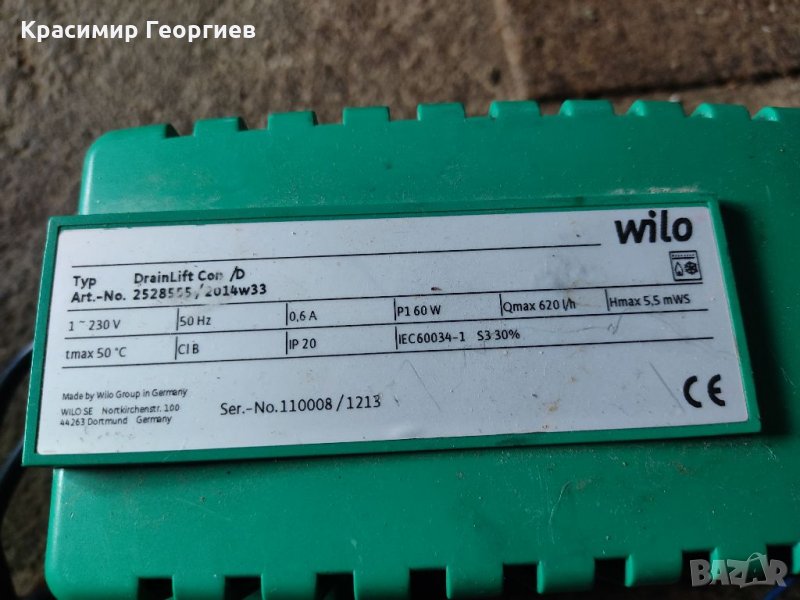 Красимир Георгиев
wilo
Typ DrainLift Con /D
Art.-No. /2014w33
1 ~ 230 V 50 Hz 0,6 A P1 60 W Qmax 620 l/h Hmax 5,5 mWS
tmax 50 °C Cl B IP 20 IEC60034-1 S3 30%
Made by Wilo Group in Germany
WILO SE Nortkirchenstr. 100
44263 Dortmund Germany
Ser.-No.110008 / 1213
CE
BAZAR